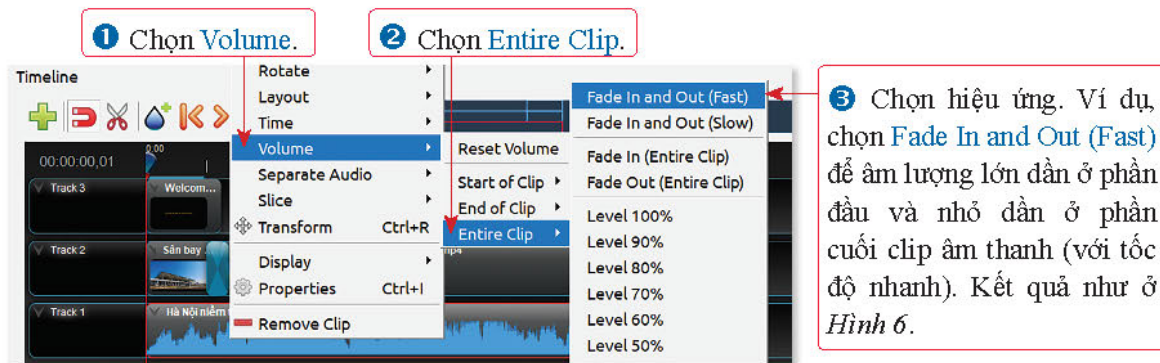 ❶ Chọn Volume.
❷ Chọn Entire Clip.
Timeline
Rotate
Layout
Time
Volume
Separate Audio
Slice
Transform Ctrl+R
Display
Properties Ctrl+I
Remove Clip
Reset Volume
Start of Clip
End of Clip
Entire Clip
Fade In and Out (Fast)
Fade In and Out (Slow)
Fade In (Entire Clip)
Fade Out (Entire Clip)
Level 100%
Level 90%
Level 80%
Level 70%
Level 60%
Level 50%
00:00:00,01
0.00
Track 3
Welcom...
Track 2
Sân bay
mp4
Track 1
Hà Nội niềm
❸ Chọn hiệu ứng. Ví dụ,
chọn Fade In and Out (Fast)
để âm lượng lớn dần ở phần
đầu và nhỏ dần ở phần
cuối clip âm thanh (với tốc
độ nhanh). Kết quả như ở
Hình 6.